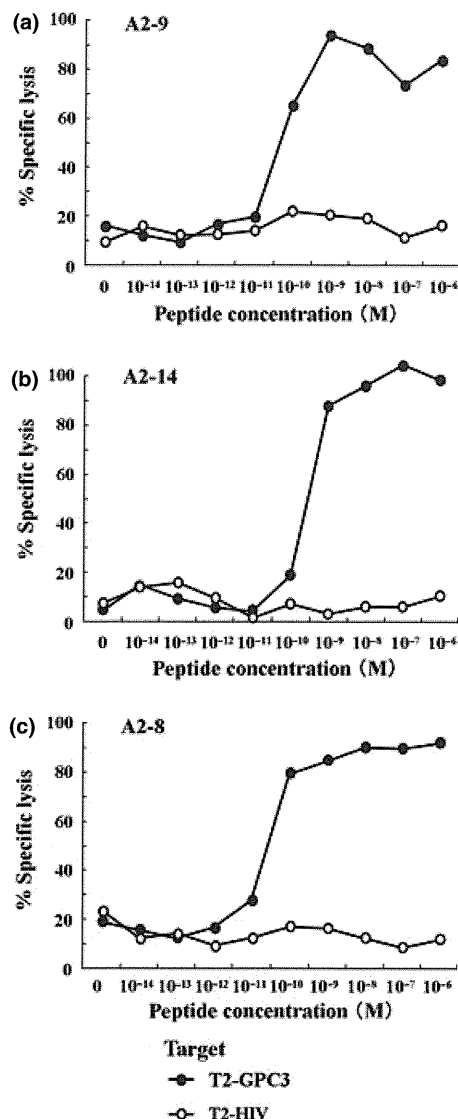 (a) A2-9
100
80
60
40
20
0
% Specific lysis
0 10⁻¹⁴ 10⁻¹³ 10⁻¹² 10⁻¹¹ 10⁻¹⁰ 10⁻⁹ 10⁻⁸ 10⁻⁷ 10⁻⁶
Peptide concentration (M)
(b) A2-14
100
80
60
40
20
0
% Specific lysis
0 10⁻¹⁴ 10⁻¹³ 10⁻¹² 10⁻¹¹ 10⁻¹⁰ 10⁻⁹ 10⁻⁸ 10⁻⁷ 10⁻⁶
Peptide concentration (M)
(c) A2-8
100
80
60
40
20
0
% Specific lysis
0 10⁻¹⁴ 10⁻¹³ 10⁻¹² 10⁻¹¹ 10⁻¹⁰ 10⁻⁹ 10⁻⁸ 10⁻⁷ 10⁻⁶
Peptide concentration (M)
Target
T2-GPC3
T2-HIV